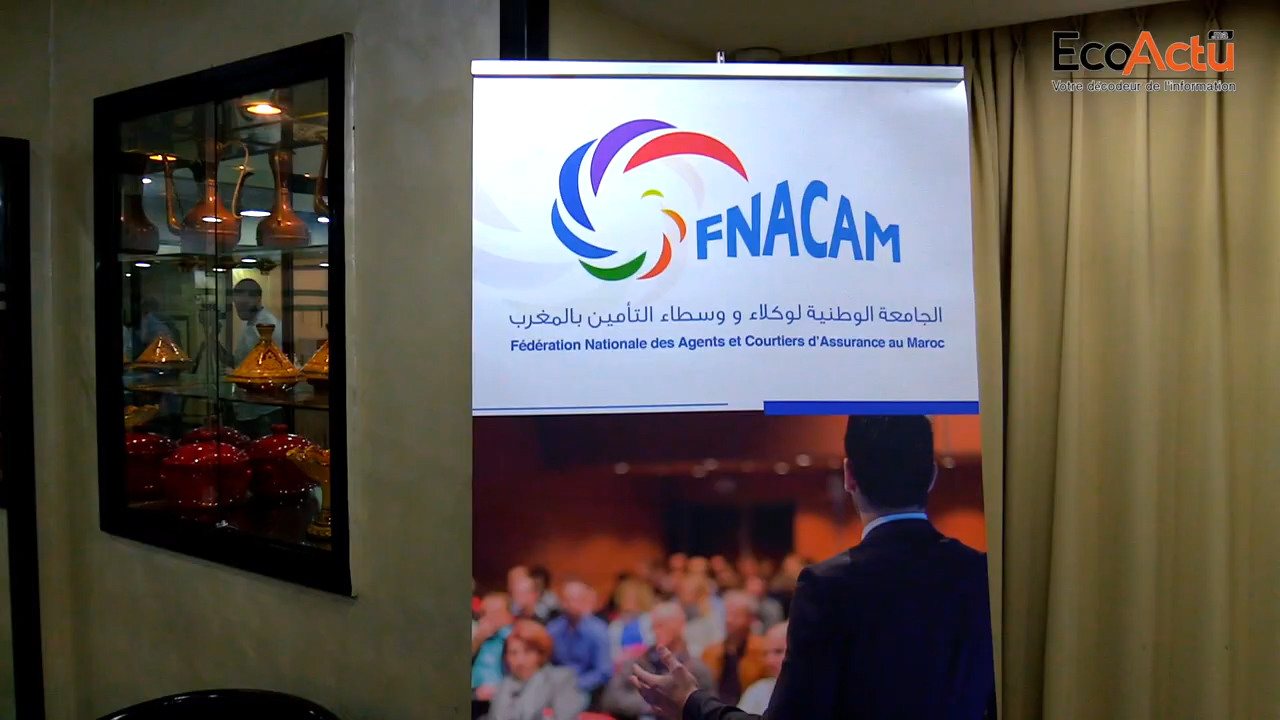 EcoActu.ma
Votre décodeur de l'information
FNACAM
الجامعة الوطنية لوكلاء و وسطاء التأمين بالمغرب
Fédération Nationale des Agents et Courtiers d'Assurance au Maroc